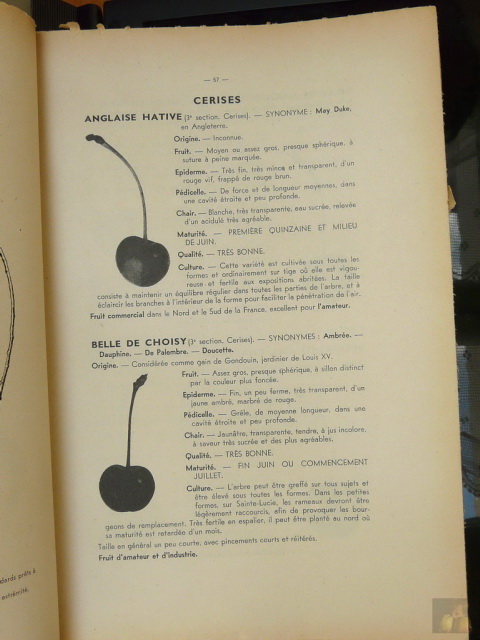 — 57 —
CERISES
ANGLAISE HATIVE (3e section, Cerises). — SYNONYME : May Duke,
en Angleterre.
Origine. — Inconnue.
Fruit. — Moyen ou assez gros, presque sphérique, à
suture à peine marquée.
Epiderme. — Très fin, très mince et transparent, d'un
rouge vif, frappé de rouge brun.
Pédicelle. — De force et de longueur moyennes, dans
une cavité étroite et peu profonde.
Chair. — Blanche, très transparente, eau sucrée, relevée
d'un acidulé très agréable.
Maturité. — PREMIÈRE QUINZAINE ET MILIEU
DE JUIN.
Qualité. — TRÈS BONNE.
Culture. — Cette variété est cultivée sous toutes les
formes et ordinairement sur tige où elle est vigou-
reuse et fertile aux expositions abritées. La taille
consiste à maintenir un équilibre régulier dans toutes les parties de l'arbre, et à
éclaircir les branches à l'intérieur de la forme pour faciliter la pénétration de l'air.
Fruit commercial dans le Nord et le Sud de la France, excellent pour l'amateur.
BELLE DE CHOISY (3e section, Cerises). — SYNONYMES : Ambrée. —
Dauphine. — De Palembre. — Doucette.
Origine. — Considérée comme gain de Gondouin, jardinier de Louis XV.
Fruit. — Assez gros, presque sphérique, à sillon distinct
par la couleur plus foncée.
Epiderme. — Fin, un peu ferme, très transparent, d'un
jaune ambré, marbré de rouge.
Pédicelle. — Grêle, de moyenne longueur, dans une
cavité étroite et peu profonde.
Chair. — Jaunâtre, transparente, tendre, à jus incolore,
à saveur très sucrée et des plus agréables.
Qualité. — TRÈS BONNE.
Maturité. — FIN JUIN OU COMMENCEMENT
JUILLET.
Culture. — L'arbre peut être greffé sur tous sujets et
être élevé sous toutes les formes. Dans les petites
formes, sur Sainte-Lucie, les rameaux devront être
légèrement raccourcis, afin de provoquer les bour-
geons de remplacement. Très fertile en espalier, il peut être planté au nord où
sa maturité est retardée d'un mois.
Taille en général un peu courte, avec pincements courts et réitérés.
Fruit d'amateur et d'industrie.
prêts à
extrémité.